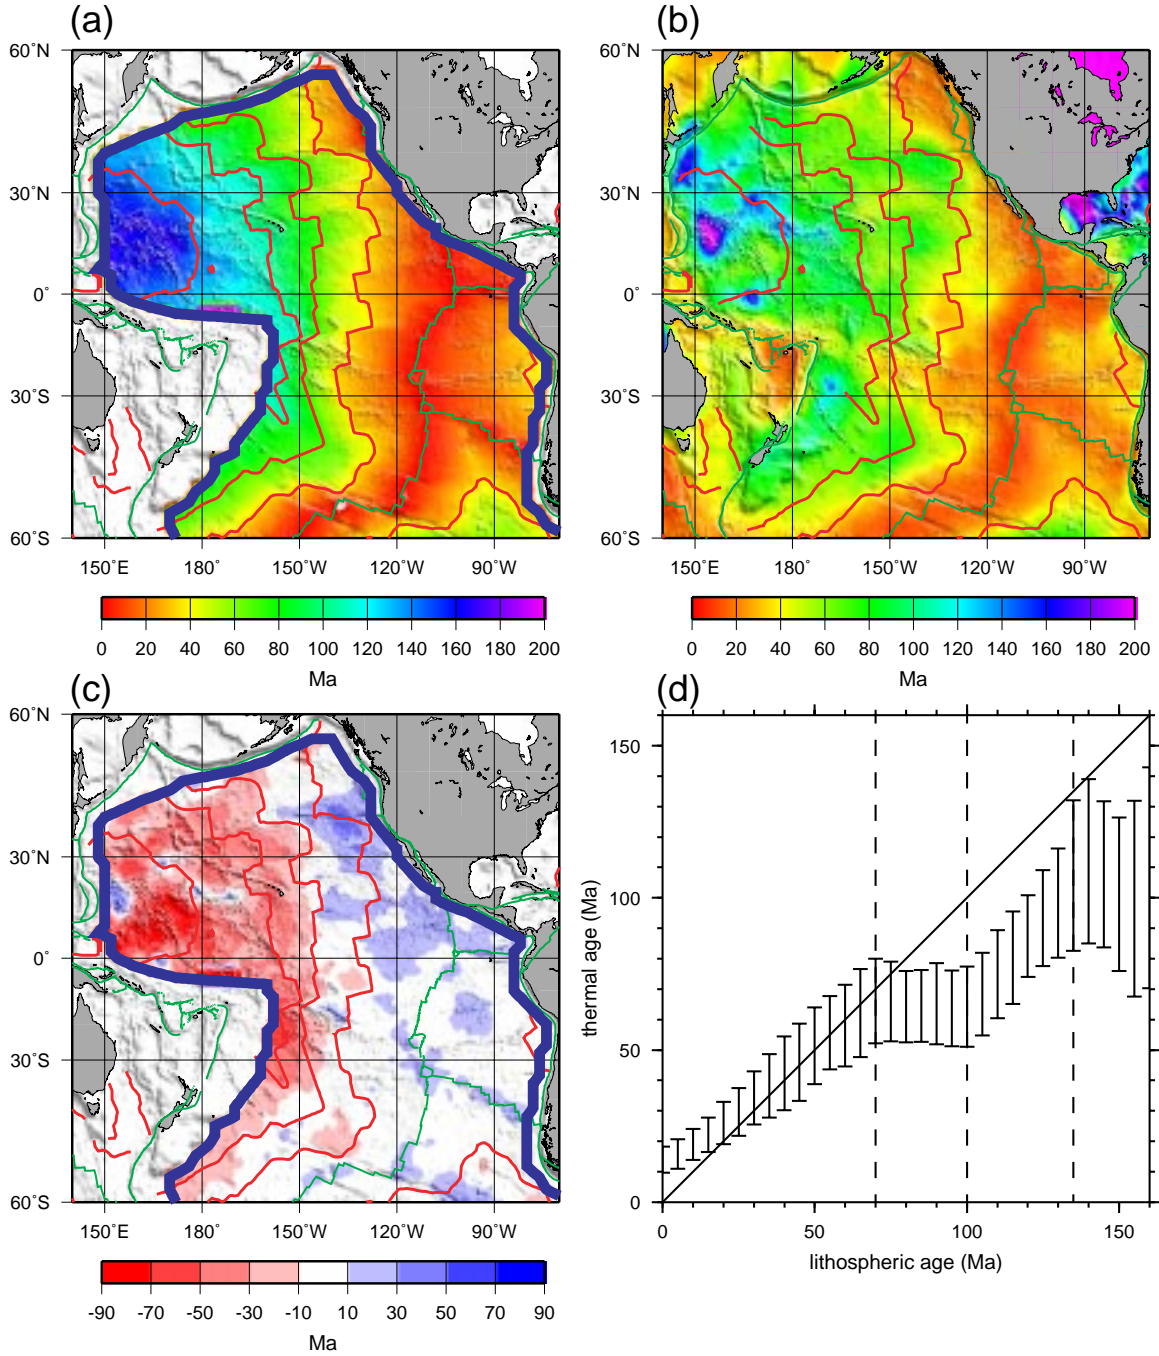 (a)
(b)
60˚N
60˚N
30˚N
30˚N
0˚
0˚
30˚S
30˚S
60˚S
60˚S
150˚E 180˚ 150˚W 120˚W 90˚W
150˚E 180˚ 150˚W 120˚W 90˚W
0 20 40 60 80 100 120 140 160 180 200
0 20 40 60 80 100 120 140 160 180 200
Ma
Ma
(c)
(d)
60˚N
30˚N
0˚
30˚S
60˚S
150˚E 180˚ 150˚W 120˚W 90˚W
-90 -70 -50 -30 -10 10 30 50 70 90
Ma
150
100
50
0
thermal age (Ma)
0 50 100 150
lithospheric age (Ma)